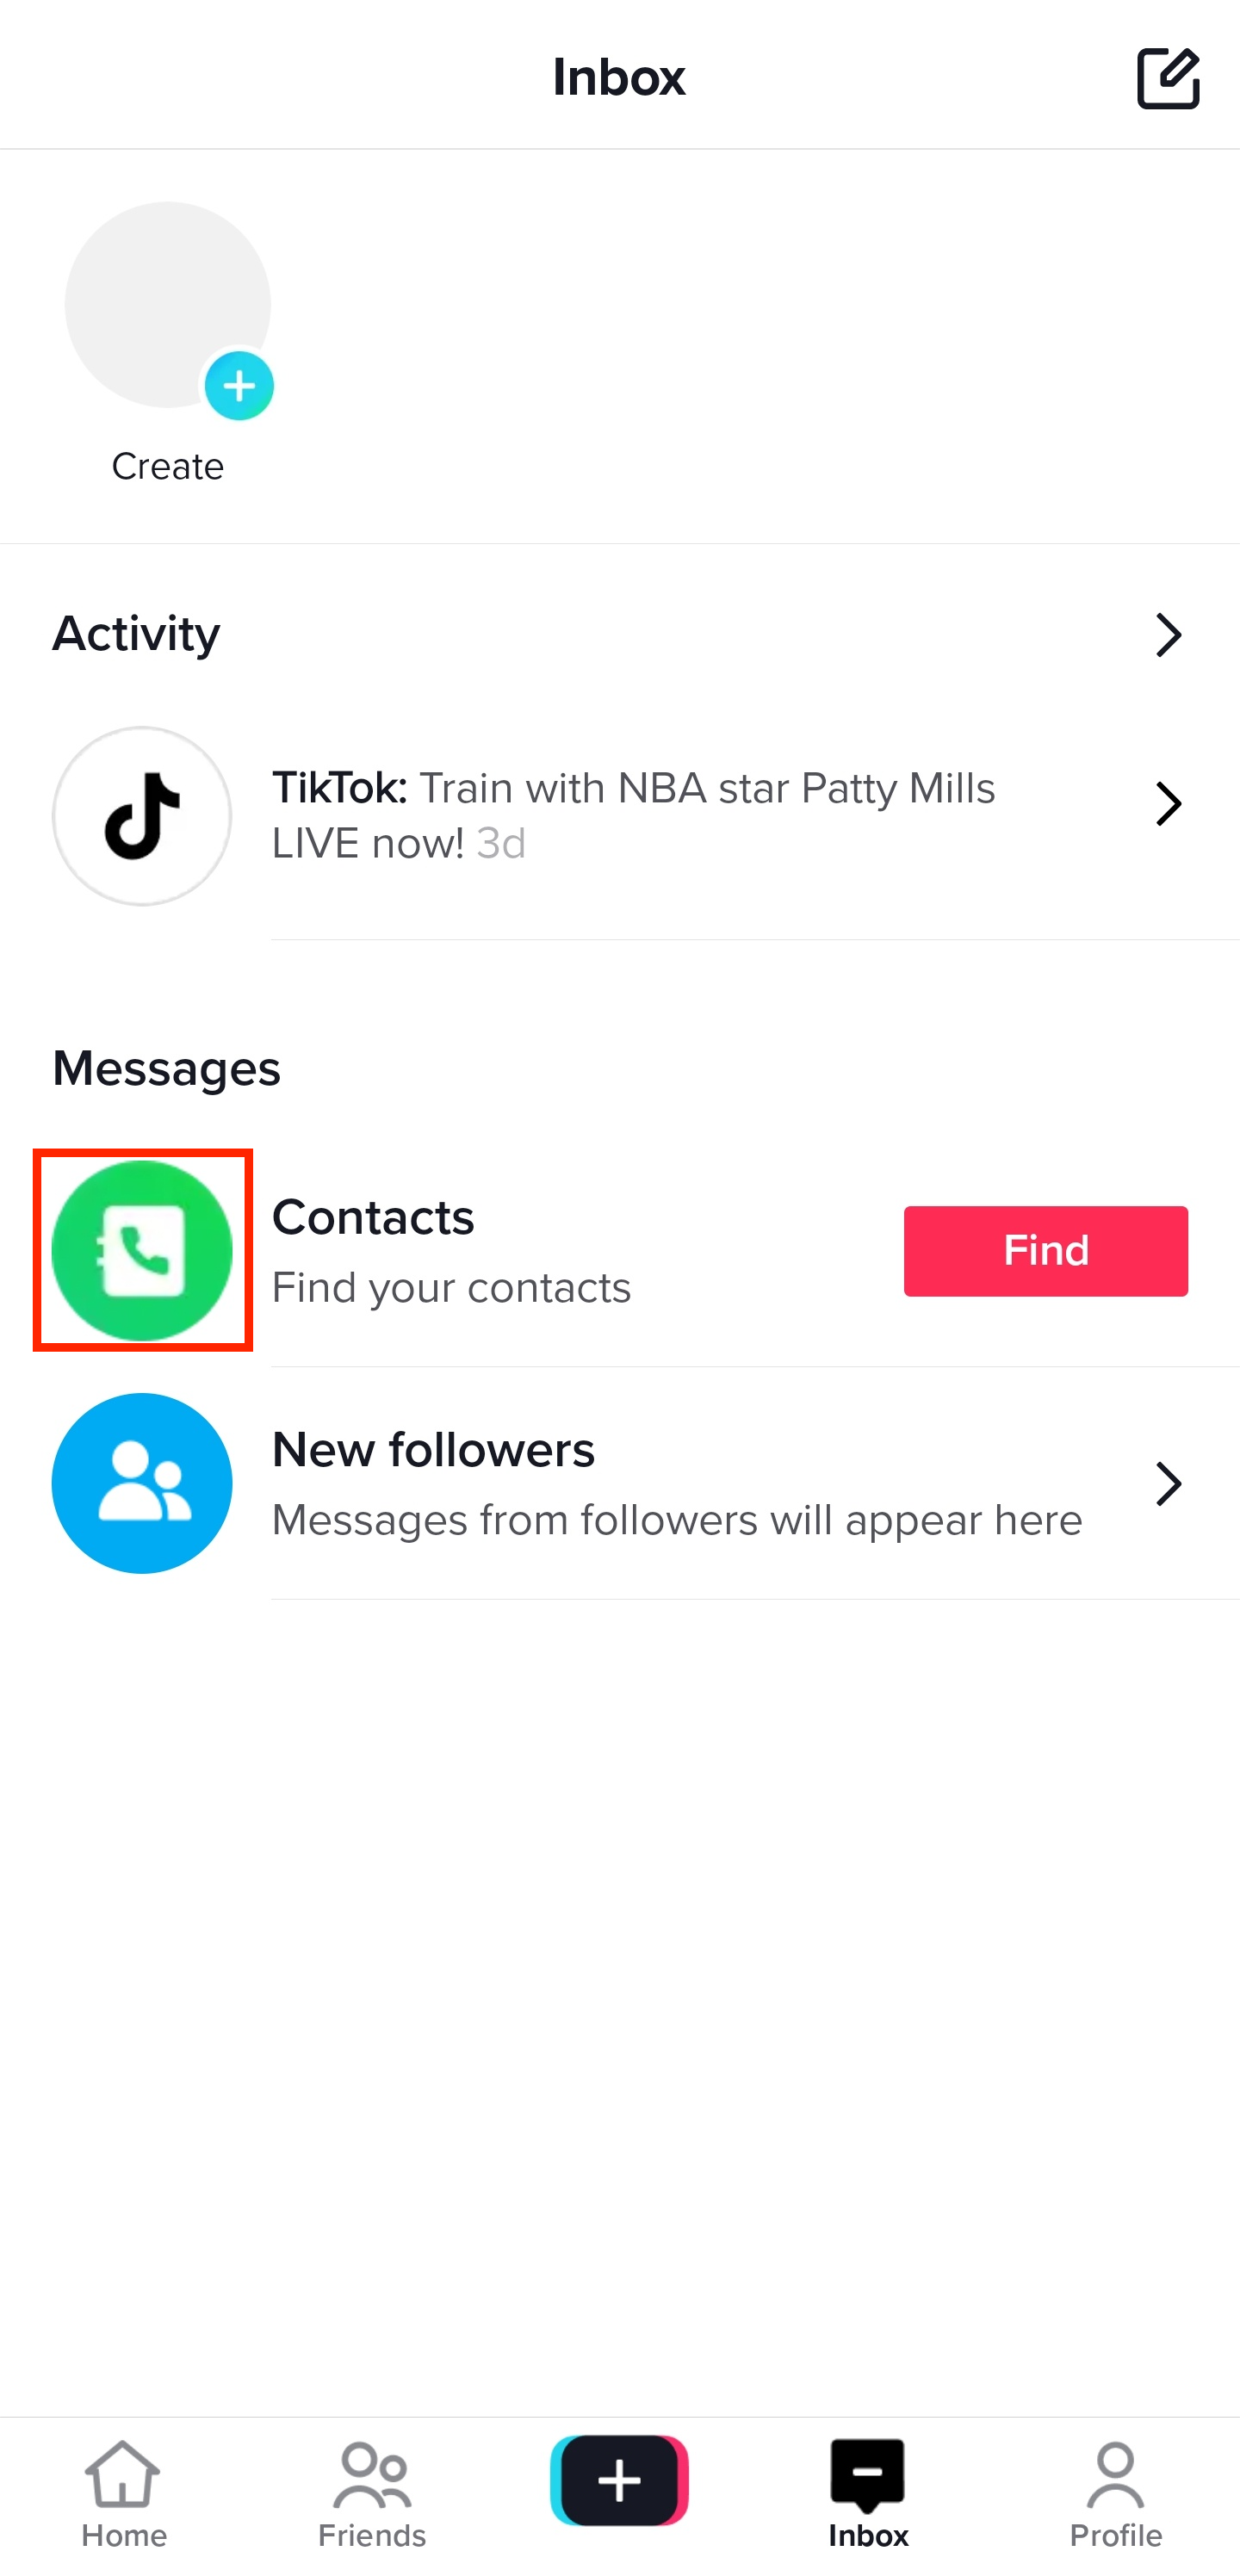 Inbox
Create
Activity
TikTok: Train with NBA star Patty Mills
LIVE now! 3d
Messages
Contacts
Find your contacts
Find
New followers
Messages from followers will appear here
Home
Friends
Inbox
Profile